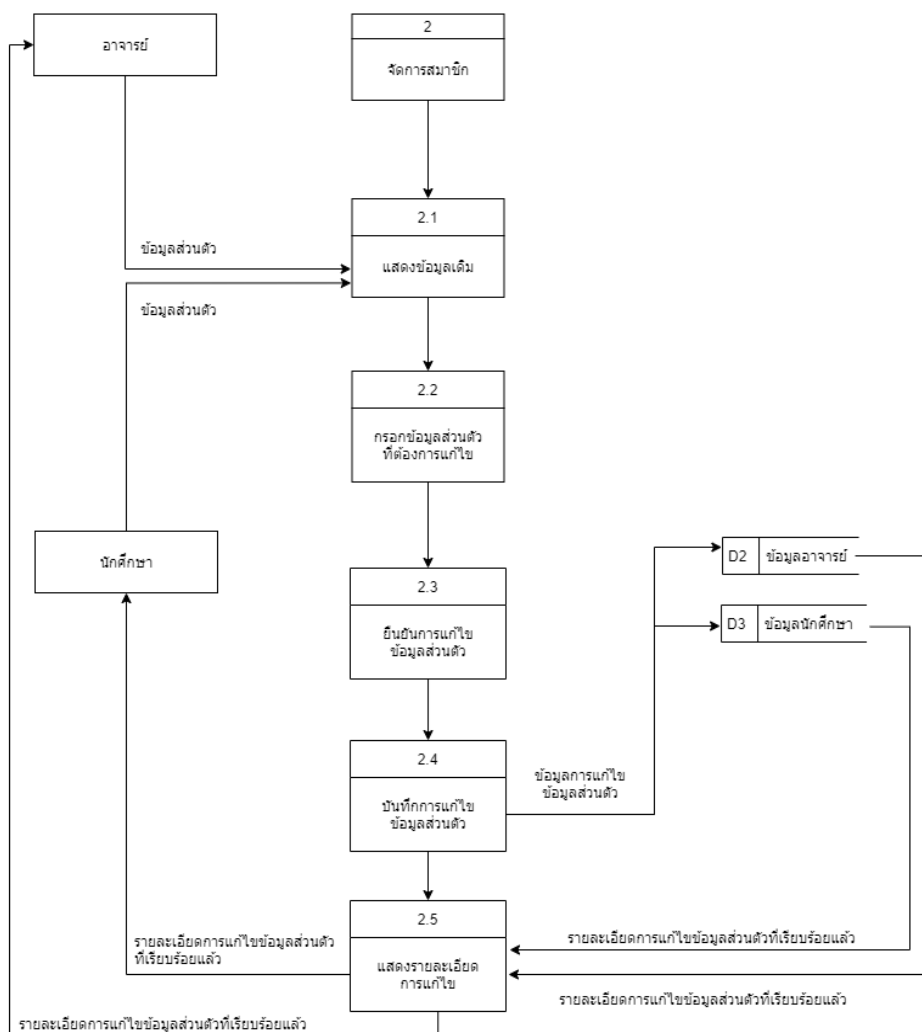 อาจารย์
2
จัดการสมาชิก
2.1
แสดงข้อมูลเดิม
ข้อมูลส่วนตัว
ข้อมูลส่วนตัว
2.2
กรอกข้อมูลส่วนตัว
ที่ต้องการแก้ไข
นักศึกษา
D2
ข้อมูลอาจารย์
2.3
ยืนยันการแก้ไข
ข้อมูลส่วนตัว
D3
ข้อมูลนักศึกษา
2.4
บันทึกการแก้ไข
ข้อมูลส่วนตัว
ข้อมูลการแก้ไข
ข้อมูลส่วนตัว
2.5
แสดงรายละเอียด
การแก้ไข
รายละเอียดการแก้ไขข้อมูลส่วนตัว
ที่เรียบร้อยแล้ว
รายละเอียดการแก้ไขข้อมูลส่วนตัวที่เรียบร้อยแล้ว
รายละเอียดการแก้ไขข้อมูลส่วนตัวที่เรียบร้อยแล้ว
รายละเอียดการแก้ไขข้อมูลส่วนตัวที่เรียบร้อยแล้ว